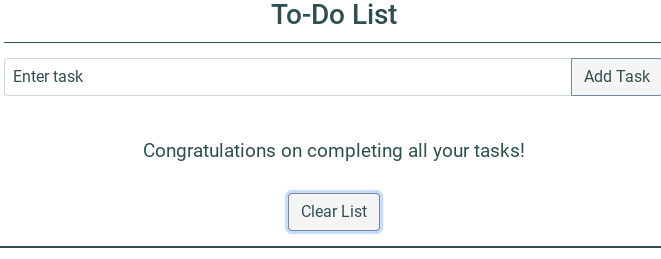 To-Do List
Enter task
Add Task
Congratulations on completing all your tasks!
Clear List